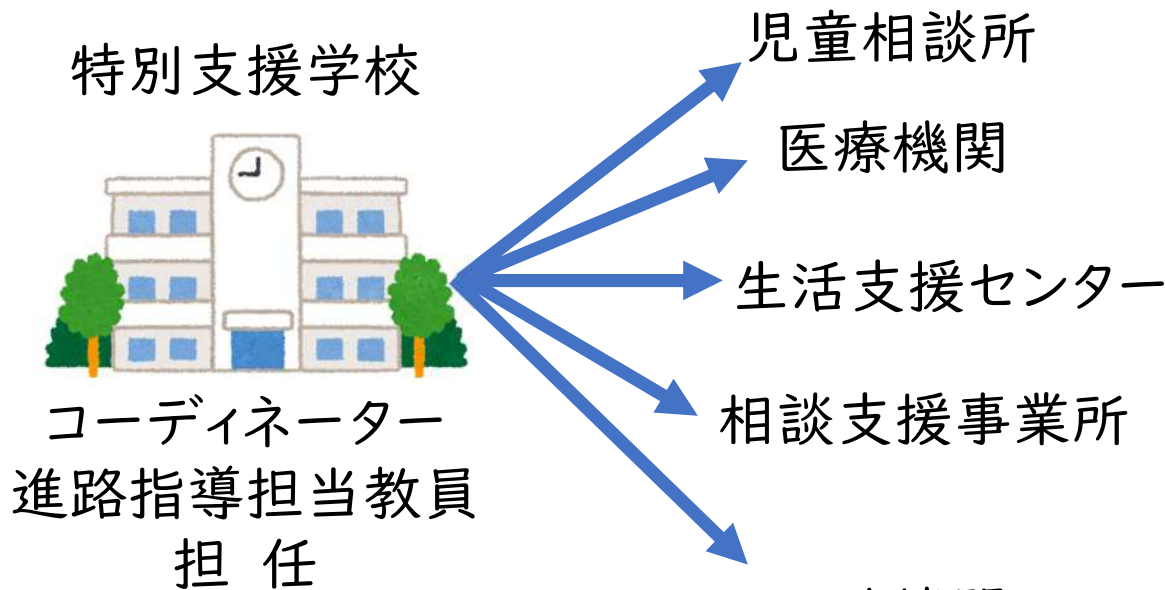 特別支援学校
児童相談所
医療機関
生活支援センター
相談支援事業所
コーディネーター
進路指導担当教員
担 任